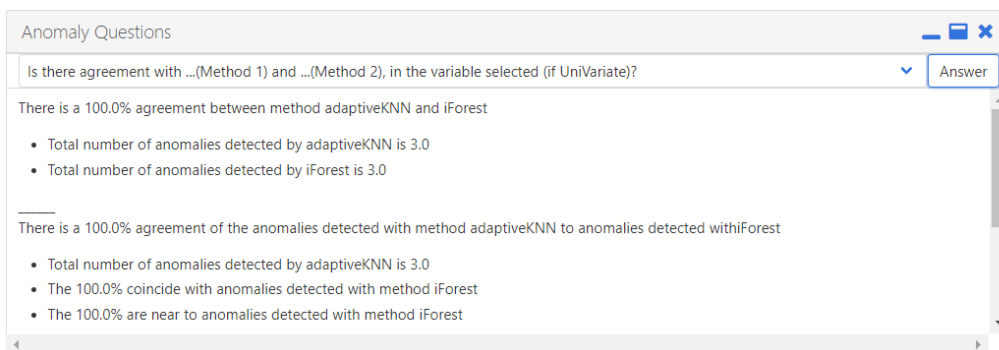 Anomaly Questions
Is there agreement with ...(Method 1) and ...(Method 2), in the variable selected (if UniVariate)?
Answer
There is a 100.0% agreement between method adaptiveKNN and iForest
• Total number of anomalies detected by adaptiveKNN is 3.0
• Total number of anomalies detected by iForest is 3.0
______
There is a 100.0% agreement of the anomalies detected with method adaptiveKNN to anomalies detected withiForest
• Total number of anomalies detected by adaptiveKNN is 3.0
• The 100.0% coincide with anomalies detected with method iForest
• The 100.0% are near to anomalies detected with method iForest